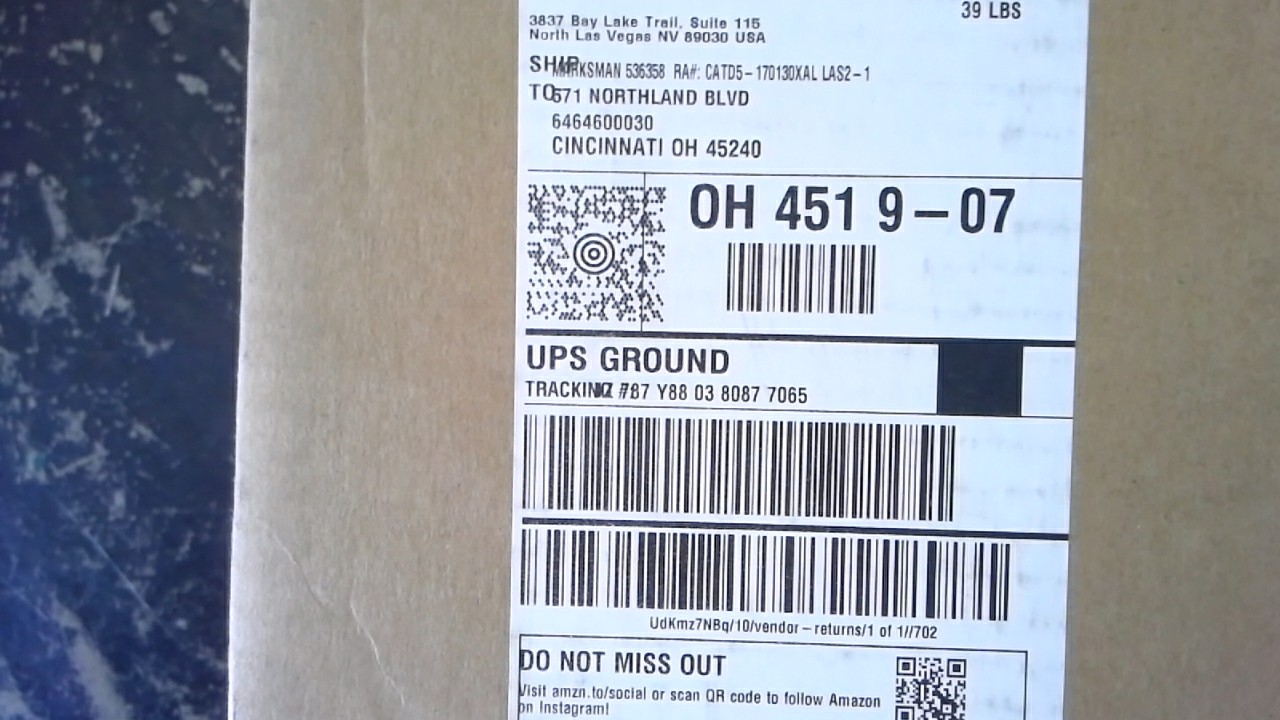 39 LBS
3837 Bay Lake Trail, Suite 115
North Las Vegas NV 89030 USA
SHIP
MARKSMAN 536358 RA#: CATD5-170130XAL LAS2-1
TO
571 NORTHLAND BLVD
6464600030
CINCINNATI OH 45240
OH 451 9-07
UPS GROUND
TRACKING #: 1Z 787 Y88 03 8087 7065
UdKmz7NBq/10/vendor-returns/1 of 1//702
DO NOT MISS OUT
Visit amzn.to/social or scan QR code to follow Amazon
on Instagram!